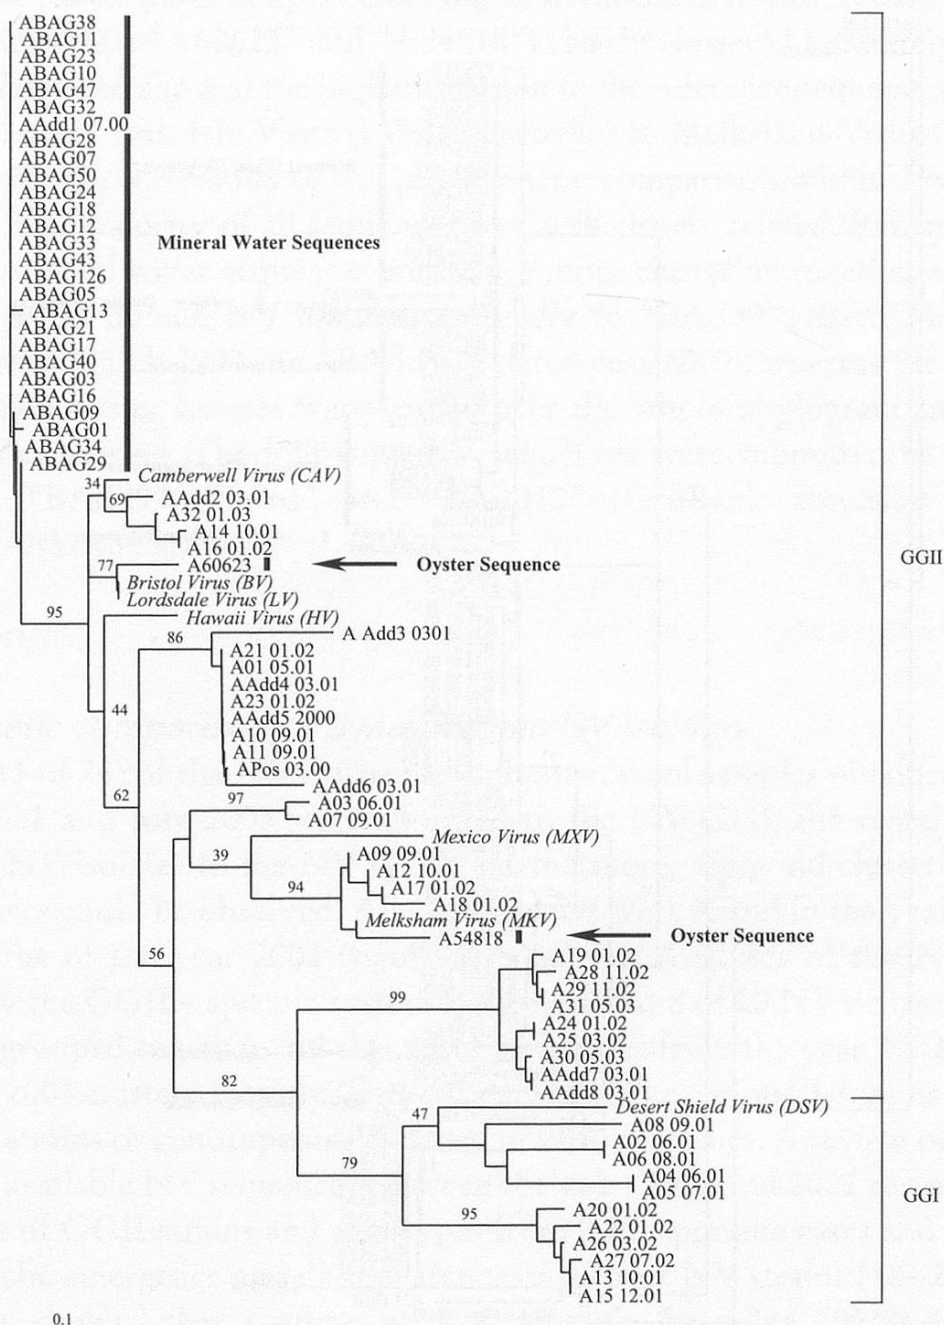 ABAG38
ABAG11
ABAG23
ABAG10
ABAG47
ABAG32
AAdd1 07.00
ABAG28
ABAG07
ABAG50
ABAG24
ABAG18
ABAG12
ABAG33
Mineral Water Sequences
ABAG43
ABAG126
ABAG05
ABAG13
ABAG21
ABAG17
ABAG40
ABAG03
ABAG16
ABAG09
ABAG01
ABAG34
ABAG29
34 Camberwell Virus (CAV)
69 AAdd2 03.01
A32 01.03
A14 10.01
A16 01.02
GGII
77 A60623 Oyster Sequence
Bristol Virus (BV)
Lordsdale Virus (LV)
95
Hawaii Virus (HV)
86 A Add3 0301
A21 01.02
A01 05.01
AAdd4 03.01
A23 01.02
44
AAdd5 2000
A10 09.01
A11 09.01
APos 03.00
AAdd6 03.01
62 97 A03 06.01
A07 09.01
Mexico Virus (MXV)
39 A09 09.01
A12 10.01
94 A17 01.02
A18 01.02
Melksham Virus (MKV)
A54818 Oyster Sequence
56 A19 01.02
A28 11.02
99 A29 11.02
A31 05.03
A24 01.02
A25 03.02
A30 05.03
82 AAdd7 03.01
AAdd8 03.01
47 Desert Shield Virus (DSV)
A08 09.01
A02 06.01
79 A06 08.01
A04 06.01
A05 07.01
GGI
95 A20 01.02
A22 01.02
A26 03.02
A27 07.02
A13 10.01
A15 12.01
0.1